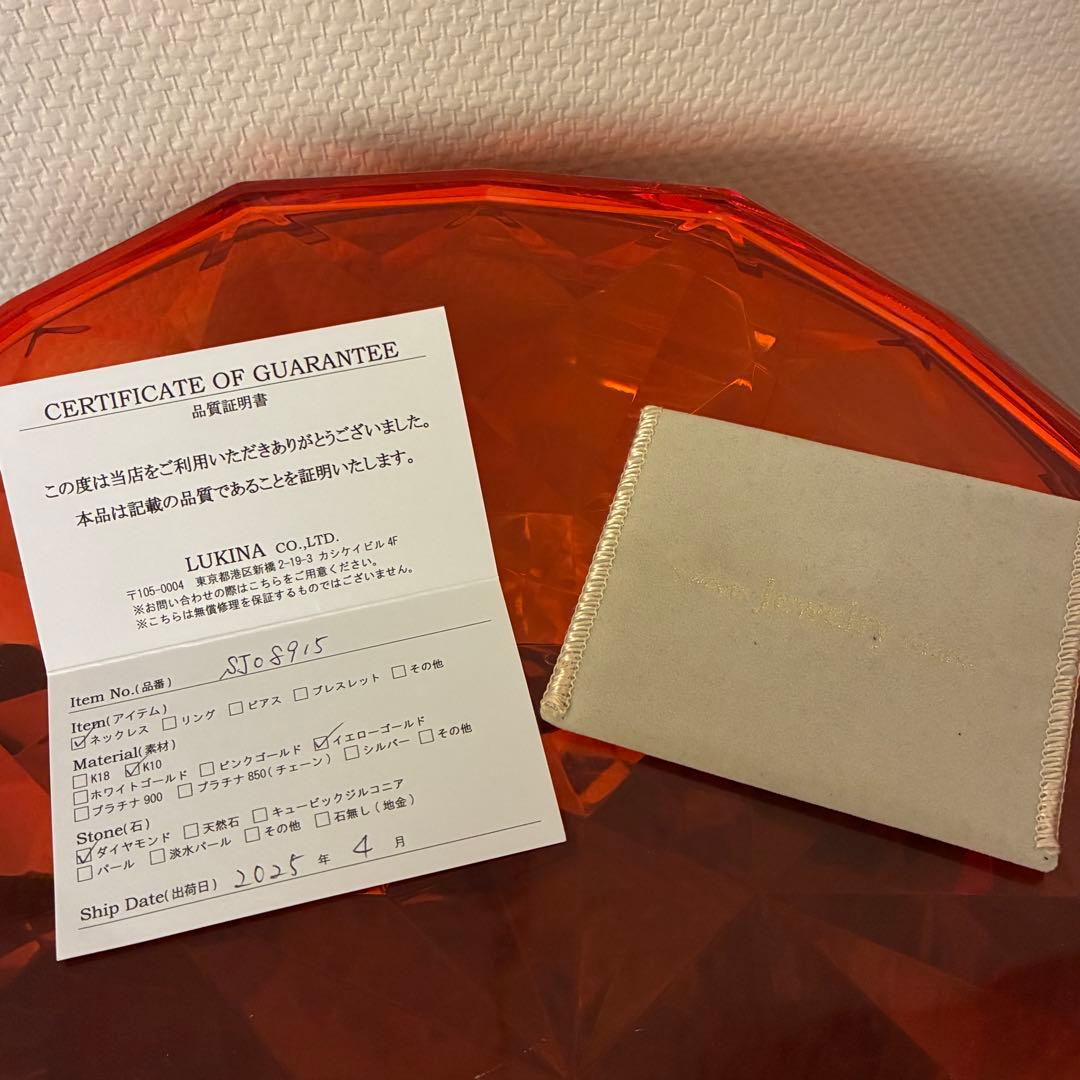 CERTIFICATE OF GUARANTEE
品質証明書
この度は当店をご利用いただきありがとうございました。
本品は記載の品質であることを証明いたします。
LUKINA CO.,LTD.
〒105-0004 東京都港区新橋2-19-3 カシケイビル4F
※お問い合わせの際はこちらをご用意ください。
※こちらは無償修理を保証するものではございません。
Item No.(品番) SJ08915
Item(アイテム)
☑ネックレス □リング □ピアス □ブレスレット □その他
Material(素材)
□K18 ☑K10
□ホワイトゴールド □ピンクゴールド ☑イエローゴールド
□プラチナ900 □プラチナ850(チェーン) □シルバー □その他
Stone(石)
☑ダイヤモンド □天然石 □キュービックジルコニア
□パール □淡水パール □その他 □石無し(地金)
Ship Date(出荷日) 2025 年 4 月